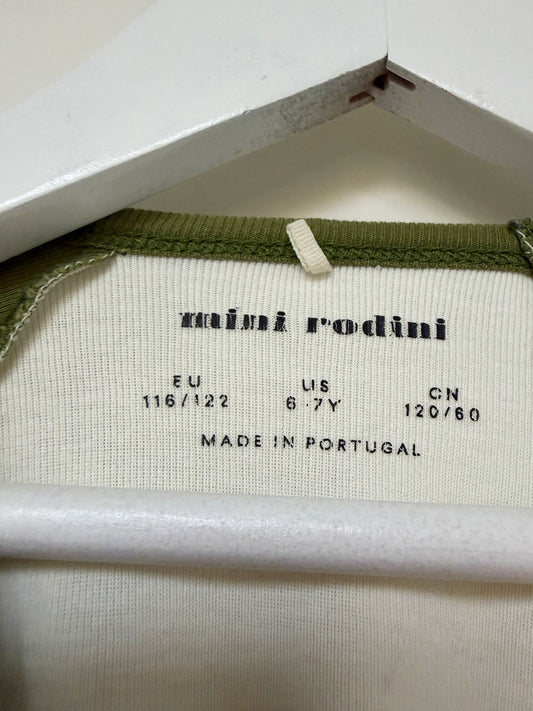 mini rodini
EU US CN
116/122 6-7Y 120/60
MADE IN PORTUGAL